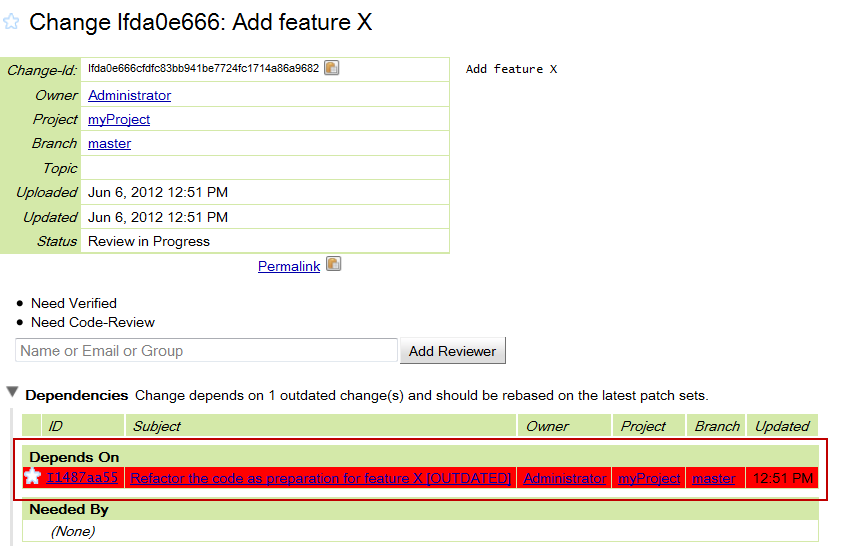 Change Ifda0e666: Add feature X
Change-Id: Ifda0e666cfdfc83bb941be7724fc1714a86a9682
Add feature X
Owner Administrator
Project myProject
Branch master
Topic
Uploaded Jun 6, 2012 12:51 PM
Updated Jun 6, 2012 12:51 PM
Status Review in Progress
Permalink
Need Verified
Need Code-Review
Name or Email or Group Add Reviewer
Dependencies Change depends on 1 outdated change(s) and should be rebased on the latest patch sets.
ID Subject Owner Project Branch Updated
Depends On
I1487aa55 Refactor the code as preparation for feature X [OUTDATED] Administrator myProject master 12:51 PM
Needed By
(None)